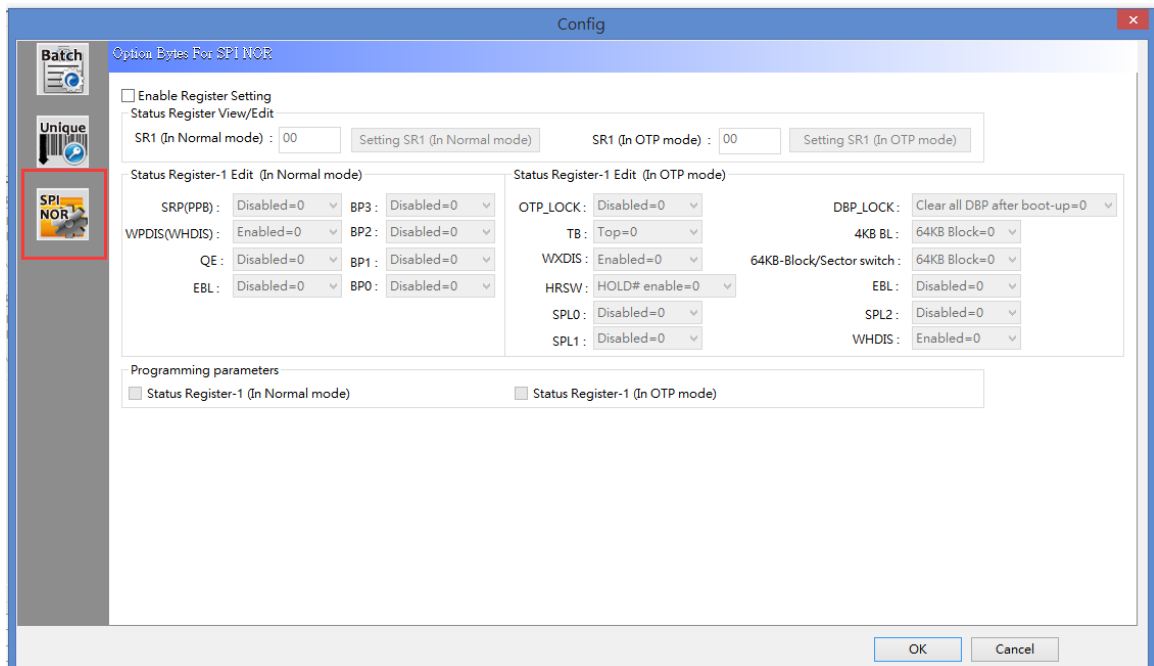 Config
Batch
Unique
SPI
NOR
Option Bytes For SPI NOR
Enable Register Setting
Status Register View/Edit
SR1 (In Normal mode) : 00 Setting SR1 (In Normal mode) SR1 (In OTP mode) : 00 Setting SR1 (In OTP mode)
Status Register-1 Edit (In Normal mode)
SRP(PPB) : Disabled=0 BP3 : Disabled=0
WPDIS(WHDIS) : Enabled=0 BP2 : Disabled=0
QE : Disabled=0 BP1 : Disabled=0
EBL : Disabled=0 BP0 : Disabled=0
Status Register-1 Edit (In OTP mode)
OTP_LOCK : Disabled=0 DBP_LOCK : Clear all DBP after boot-up=0
TB : Top=0 4KB BL : 64KB Block=0
WXDIS : Enabled=0 64KB-Block/Sector switch : 64KB Block=0
HRSW : HOLD# enable=0 EBL : Disabled=0
SPL0 : Disabled=0 SPL2 : Disabled=0
SPL1 : Disabled=0 WHDIS : Enabled=0
Programming parameters
Status Register-1 (In Normal mode) Status Register-1 (In OTP mode)
OK Cancel